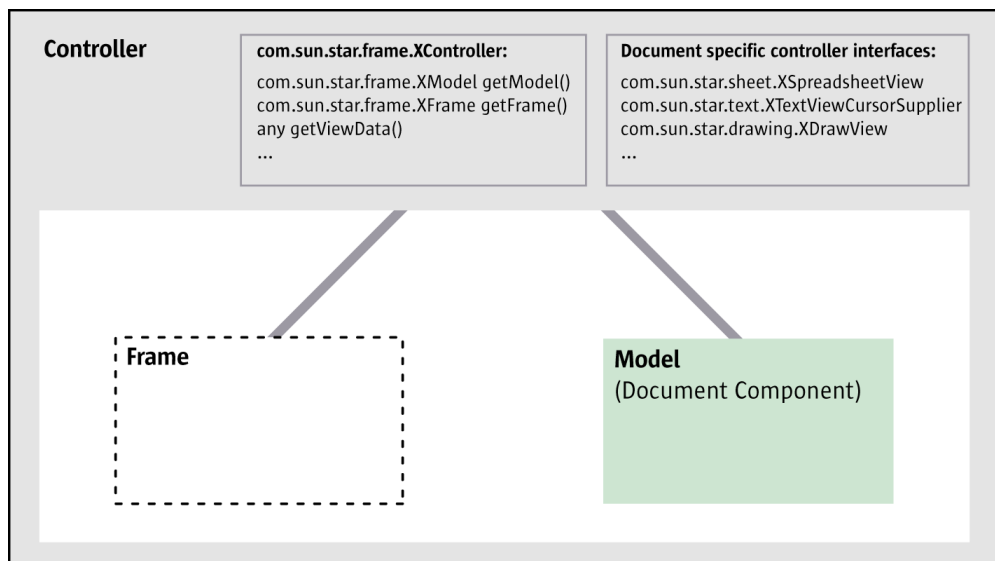 Controller
com.sun.star.frame.XController:
com.sun.star.frame.XModel getModel()
com.sun.star.frame.XFrame getFrame()
any getViewData()
...
Document specific controller interfaces:
com.sun.star.sheet.XSpreadsheetView
com.sun.star.text.XTextViewCursorSupplier
com.sun.star.drawing.XDrawView
...
Frame
Model
(Document Component)